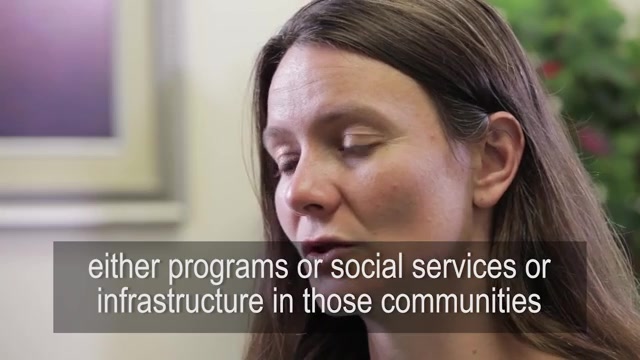 either programs or social services or
infrastructure in those communities